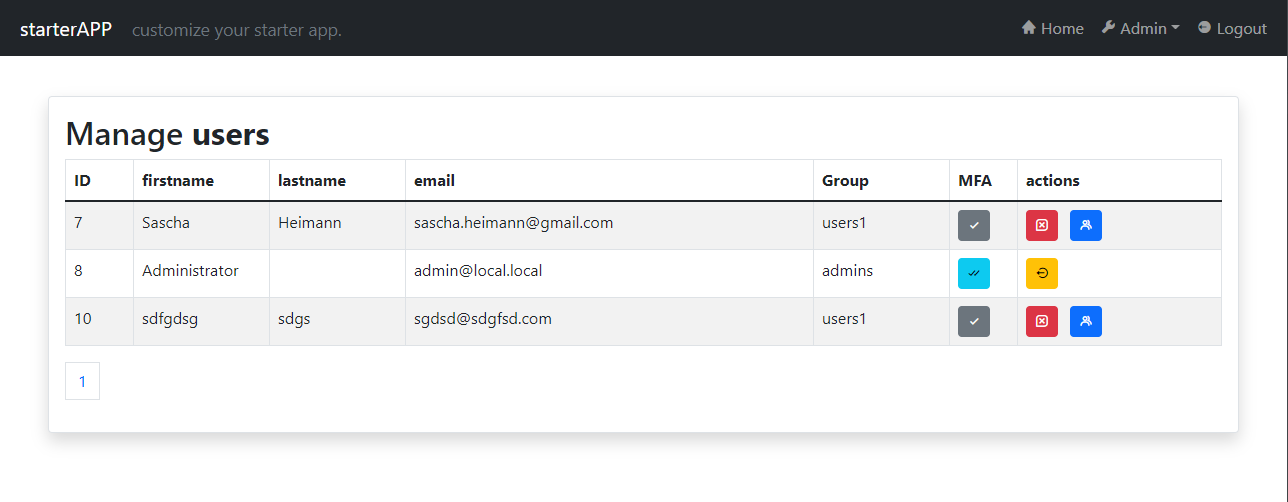 starterAPP customize your starter app. Home Admin Logout
Manage users
ID firstname lastname email Group MFA actions
7 Sascha Heimann sascha.heimann@gmail.com users1
8 Administrator admin@local.local admins
10 sdfgdsg sdgs sgdsd@sdgfsd.com users1
1